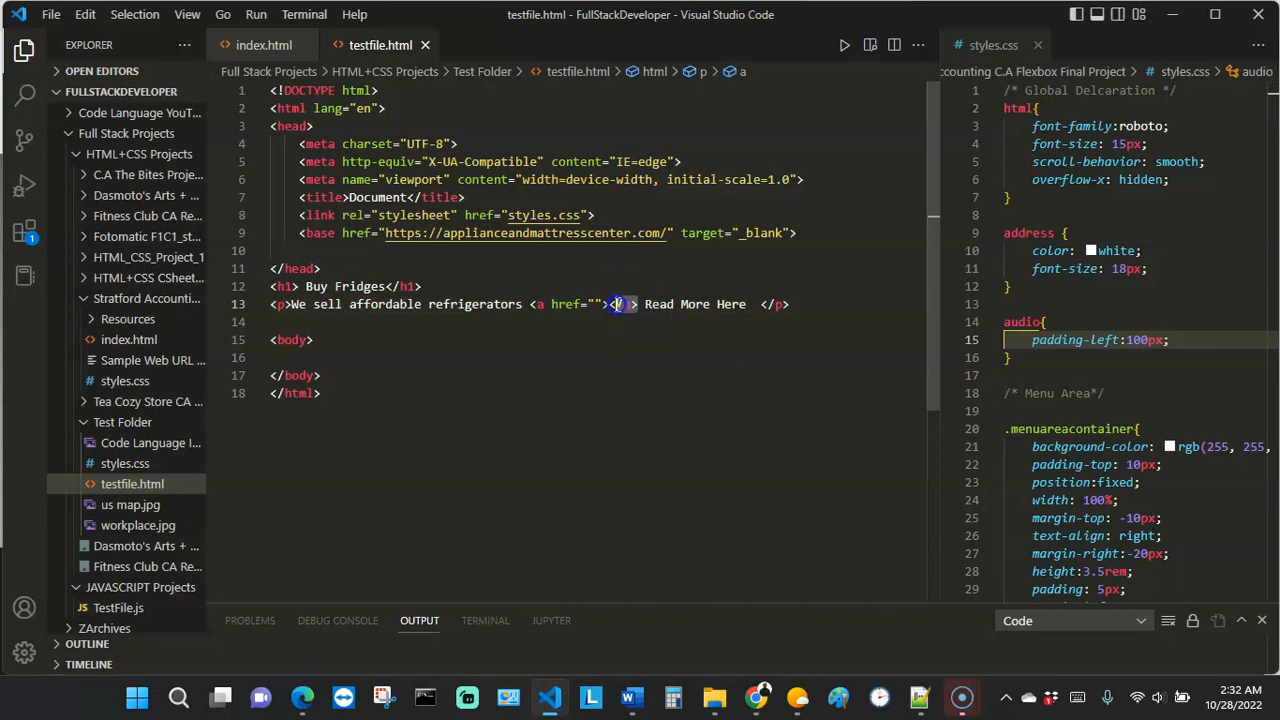 File Edit Selection View Go Run Terminal Help
testfile.html - FullStackDeveloper - Visual Studio Code
EXPLORER
OPEN EDITORS
FULLSTACKDEVELOPER
Code Language YouT...
Full Stack Projects
HTML+CSS Projects
C.A The Bites Proje...
Dasmoto's Arts + ...
Fitness Club CA Re...
Fotomatic F1C1_st...
HTML_CSS_Project_1
HTML CSS CSheet...
Stratford Accountin...
Resources
index.html
Sample Web URL ...
styles.css
Tea Cozy Store CA ...
Test Folder
Code Language I...
styles.css
testfile.html
us map.jpg
workplace.jpg
Dasmoto's Arts + ...
Fitness Club CA Re...
JAVASCRIPT Projects
TestFile.js
ZArchives
OUTLINE
TIMELINE
1
index.html
testfile.html
Full Stack Projects > HTML+CSS Projects > Test Folder > testfile.html > html > p > a
1 <!DOCTYPE html>
2 <html lang="en">
3 <head>
4 <meta charset="UTF-8">
5 <meta http-equiv="X-UA-Compatible" content="IE=edge">
6 <meta name="viewport" content="width=device-width, initial-scale=1.0">
7 <title>Document</title>
8 <link rel="stylesheet" href="styles.css">
9 <base href="https://applianceandmattresscenter.com/" target="_blank">
10
11 </head>
12 <h1> Buy Fridges</h1>
13 <p>We sell affordable refrigerators <a href=""></a> Read More Here </p>
14
15 <body>
16
17 </body>
18 </html>
styles.css
ccounting C.A Flexbox Final Project > styles.css > audio
1 /* Global Delcaration */
2 html{
3 font-family:roboto;
4 font-size: 15px;
5 scroll-behavior: smooth;
6 overflow-x: hidden;
7 }
8
9 address {
10 color: white;
11 font-size: 18px;
12 }
13
14 audio{
15 padding-left:100px;
16 }
17
18 /* Menu Area*/
19
20 .menuareacontainer{
21 background-color: rgb(255, 255,
22 padding-top: 10px;
23 position:fixed;
24 width: 100%;
25 margin-top: -10px;
26 text-align: right;
27 margin-right:-20px;
28 height:3.5rem;
29 padding: 5px;
PROBLEMS DEBUG CONSOLE OUTPUT TERMINAL JUPYTER
Code
2:32 AM
10/28/2022